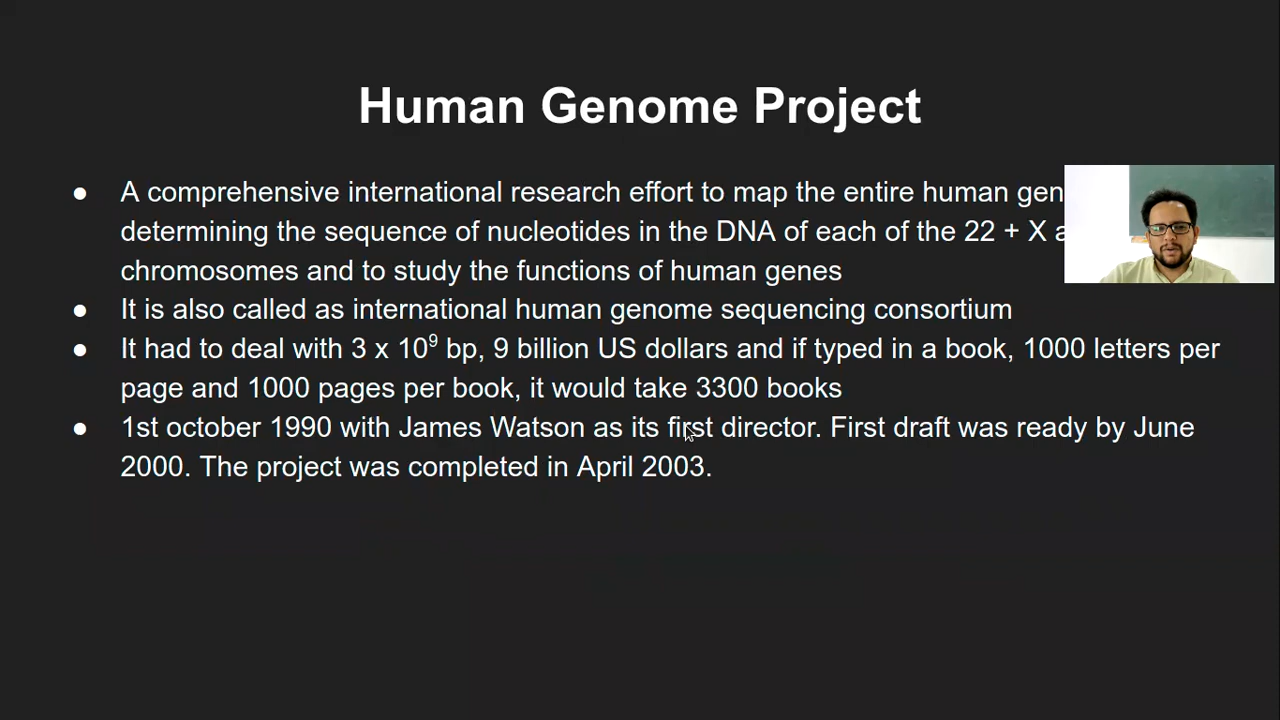 Human Genome Project
● A comprehensive international research effort to map the entire human
determining the sequence of nucleotides in the DNA of each of the 22 + X
chromosomes and to study the functions of human genes
● It is also called as international human genome sequencing consortium
● It had to deal with 3 x 10⁹ bp, 9 billion US dollars and if typed in a book, 1000 letters per
page and 1000 pages per book, it would take 3300 books
● 1st october 1990 with James Watson as its first director. First draft was ready by June
2000. The project was completed in April 2003.